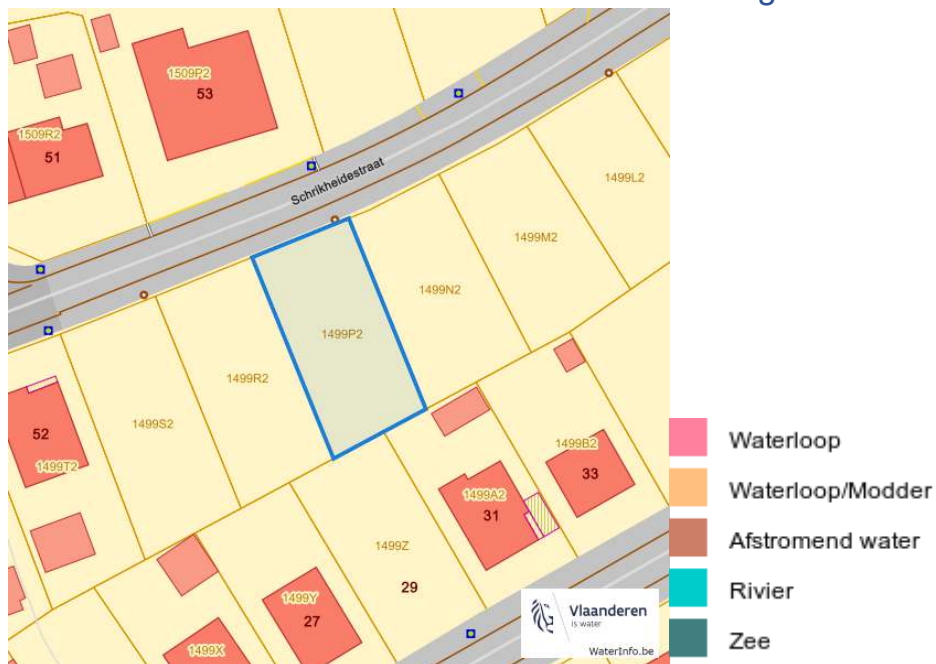 g
1509P2
53
1509R2
51
Schrikheidestraat
1499L2
1499M2
1499N2
1499P2
1499R2
1499S2
52
1499T2
1499B2
33
1499A2
31
1499Z
29
1499Y
27
1499X
Vlaanderen
is water
WaterInfo.be
Waterloop
Waterloop/Modder
Afstromend water
Rivier
Zee